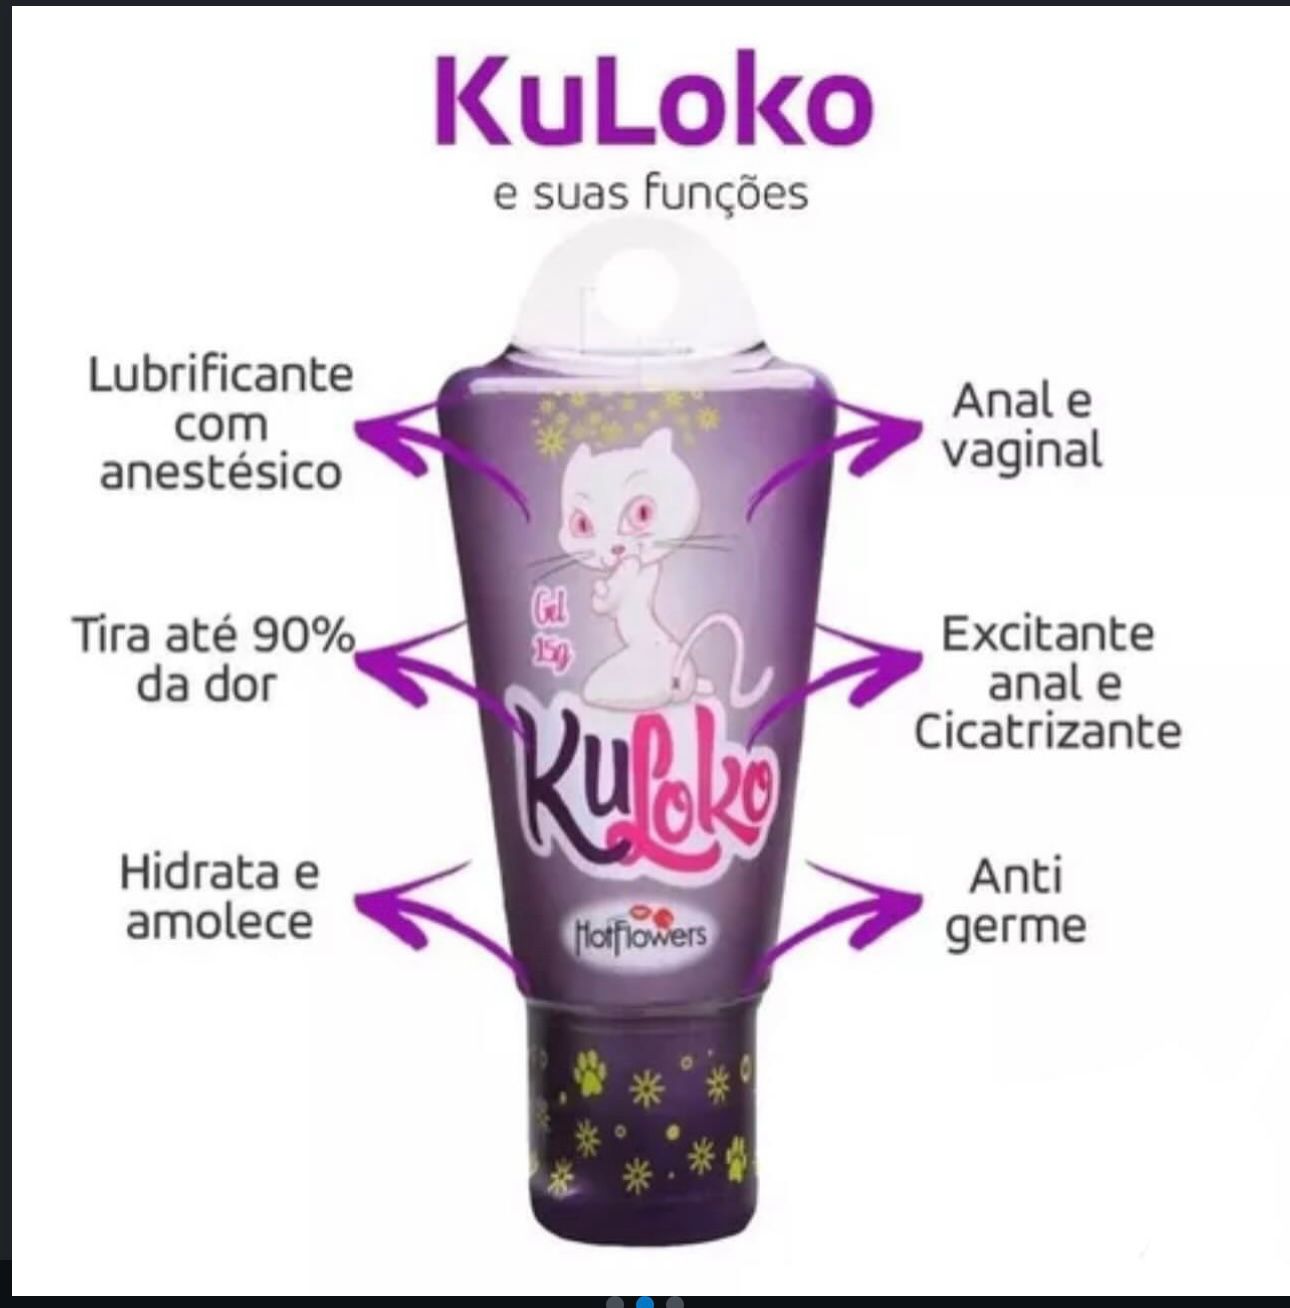 KuLoko
e suas funções
Lubrificante
com
anestésico
Anal e
vaginal
Tira até 90%
da dor
Excitante
anal e
Cicatrizante
Hidrata e
amolece
Anti
germe
Gel
15g
KuLoko
HotFlowers